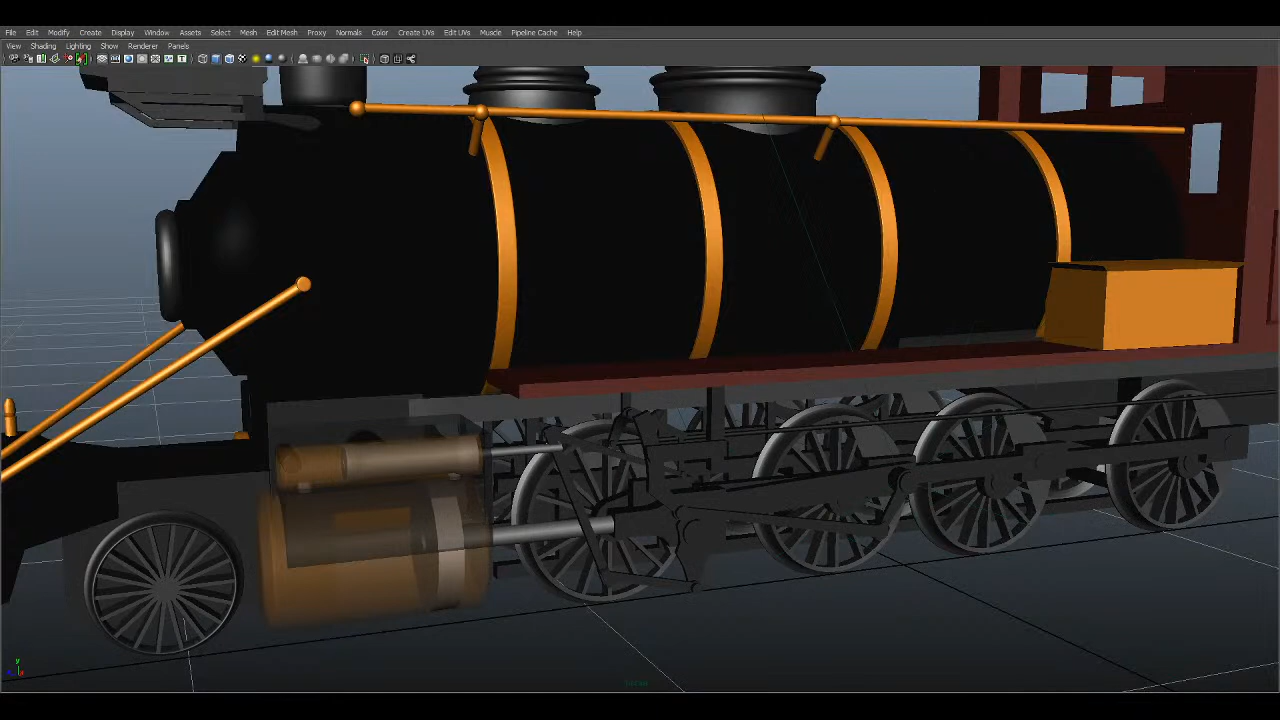 File Edit Modify Create Display Window Assets Select Mesh Edit Mesh Proxy Normals Color Create UVs Edit UVs Muscle Pipeline Cache Help
View Shading Lighting Show Renderer Panels
persp
y